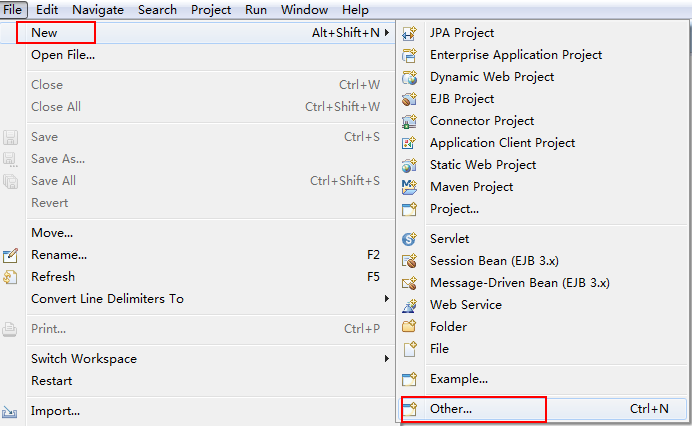 File Edit Navigate Search Project Run Window Help
New Alt+Shift+N
Open File...
Close Ctrl+W
Close All Ctrl+Shift+W
Save Ctrl+S
Save As...
Save All Ctrl+Shift+S
Revert
Move...
Rename... F2
Refresh F5
Convert Line Delimiters To
Print... Ctrl+P
Switch Workspace
Restart
Import...
JPA Project
Enterprise Application Project
Dynamic Web Project
EJB Project
Connector Project
Application Client Project
Static Web Project
Maven Project
Project...
Servlet
Session Bean (EJB 3.x)
Message-Driven Bean (EJB 3.x)
Web Service
Folder
File
Example...
Other... Ctrl+N